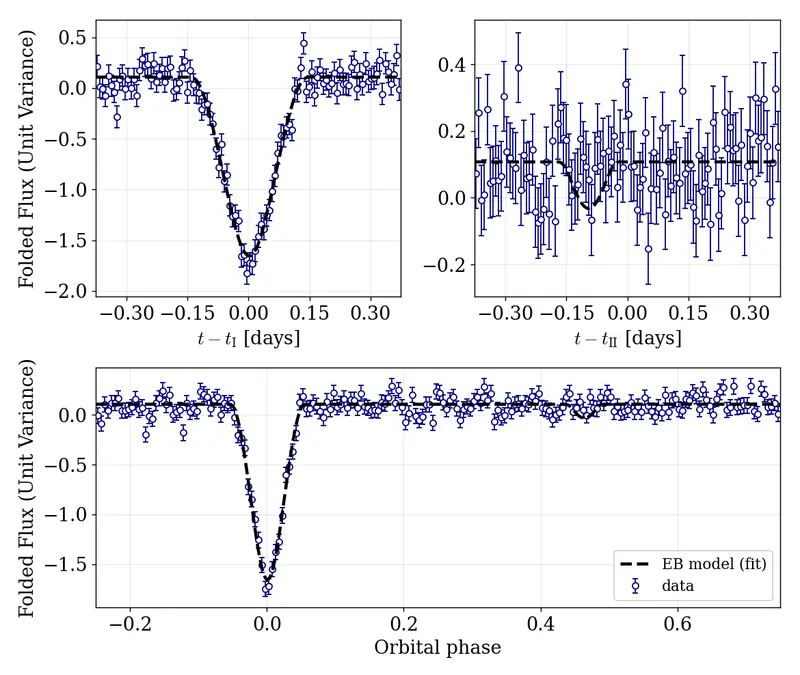 Folded Flux (Unit Variance)
0.5
0.0
−0.5
−1.0
−1.5
−2.0
−0.30 −0.15 0.00 0.15 0.30
t − tI [days]
0.4
0.2
0.0
−0.2
−0.30 −0.15 0.00 0.15 0.30
t − tII [days]
Folded Flux (Unit Variance)
0.0
−0.5
−1.0
−1.5
−0.2 0.0 0.2 0.4 0.6
Orbital phase
EB model (fit)
data